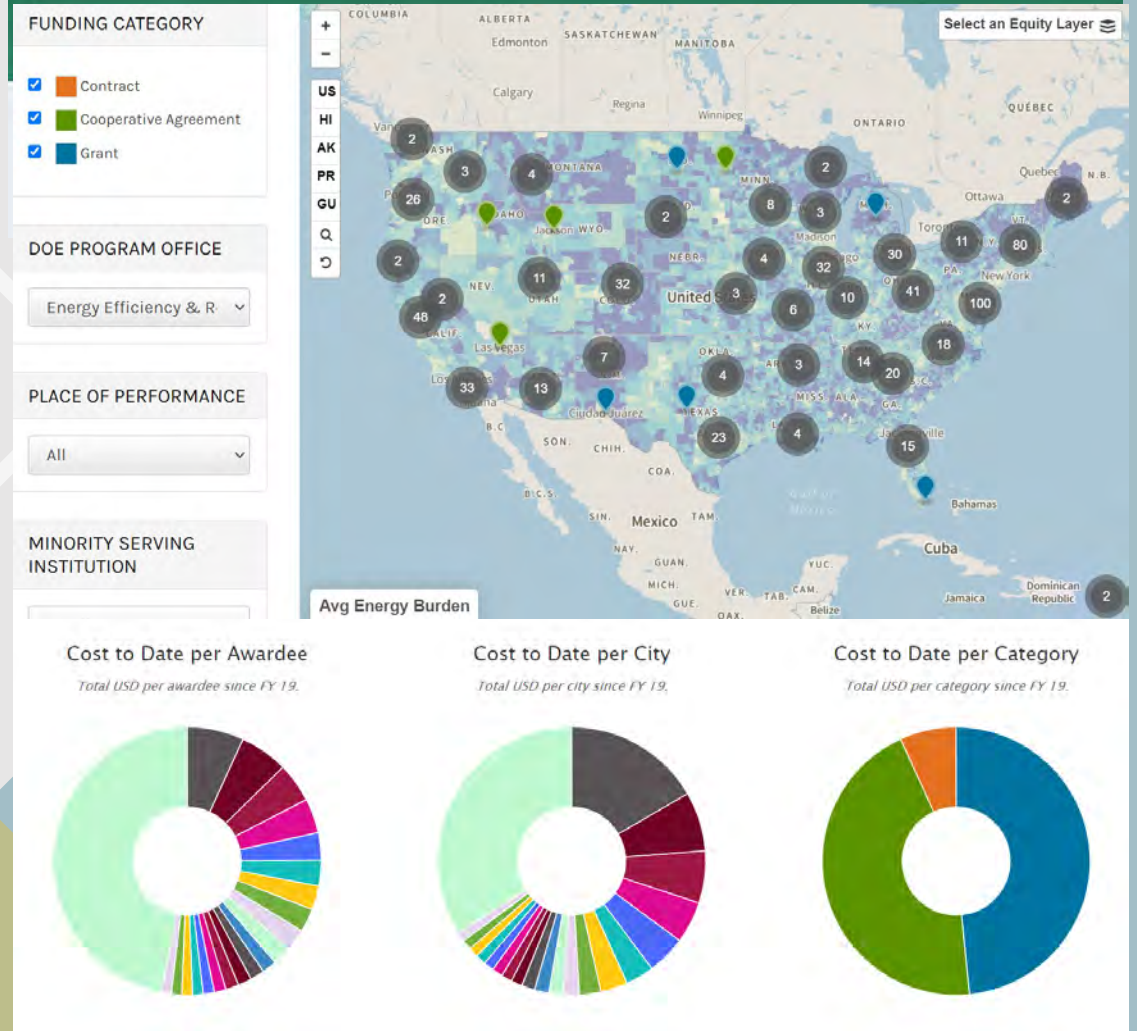 FUNDING CATEGORY
Contract
Cooperative Agreement
Grant
DOE PROGRAM OFFICE
Energy Efficiency & R
PLACE OF PERFORMANCE
All
MINORITY SERVING
INSTITUTION
+
−
US
HI
AK
PR
GU
Select an Equity Layer
COLUMBIA
ALBERTA
Edmonton
SASKATCHEWAN
MANITOBA
Calgary
Regina
Winnipeg
ONTARIO
QUÉBEC
2
3
4
MONTANA
2
MINN.
Quebec
N.B.
Ottawa
2
26
ORE.
IDAHO
Jackson
WYO.
2
8
3
Madison
11
80
VT.
2
NEV.
11
UTAH
32
NEBR.
4
32
30
PA.
New York
2
48
CALIF.
United
3
6
10
41
100
KY.
Las Vegas
7
OKLA.
4
3
14
20
18
33
13
MISS.
ALA.
GA.
Ciudad Juárez
TEXAS
B.C.
SON.
CHIH.
23
4
15
COA.
B.C.S.
Gulf of
Mexico
Bahamas
SIN.
Mexico
TAM.
NAY.
GUAN.
YUC.
Cuba
MICH.
VER.
TAB.
CAM.
GUE.
OAX.
Belize
Jamaica
Dominican
Republic
2
Avg Energy Burden
Cost to Date per Awardee
Total USD per awardee since FY 19.
Cost to Date per City
Total USD per city since FY 19.
Cost to Date per Category
Total USD per category since FY 19.